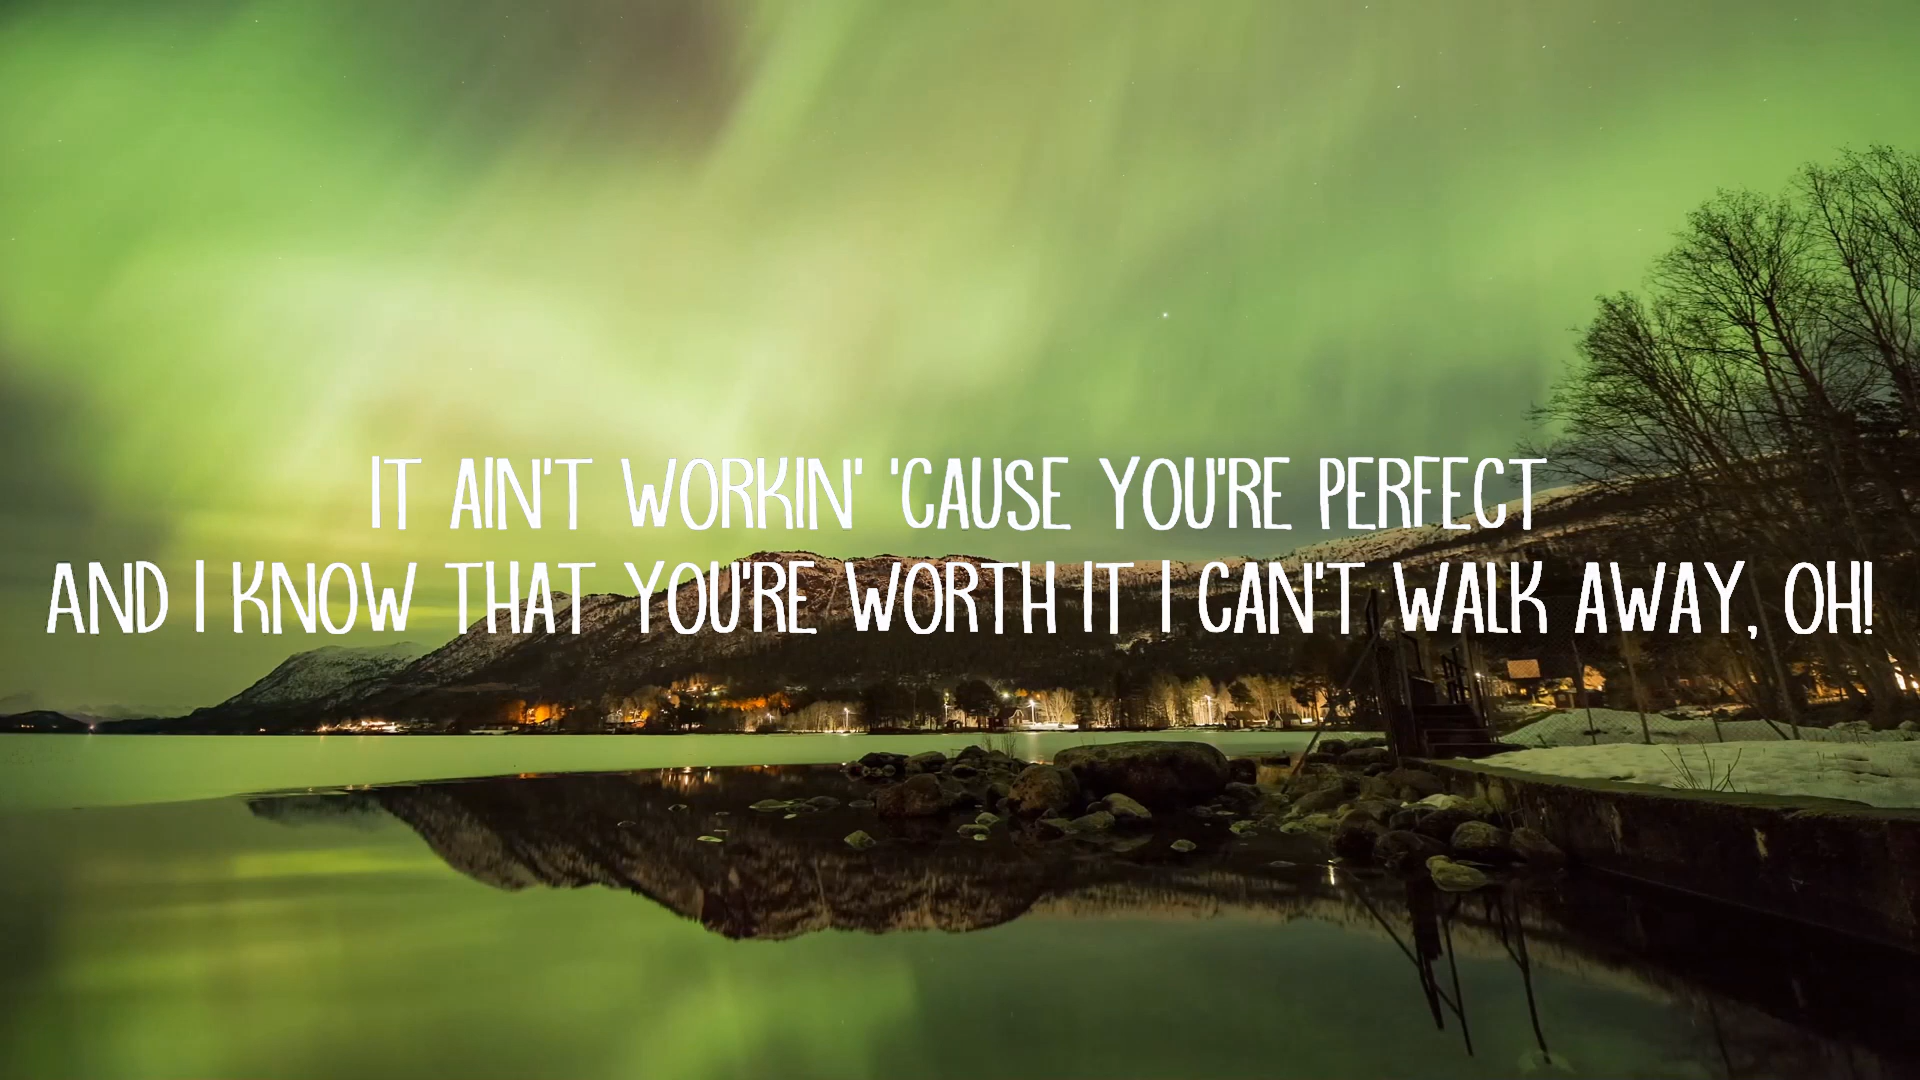 IT AIN'T WORKIN' 'CAUSE YOU'RE PERFECT
AND I KNOW THAT YOU'RE WORTH IT I CAN'T WALK AWAY, OH!